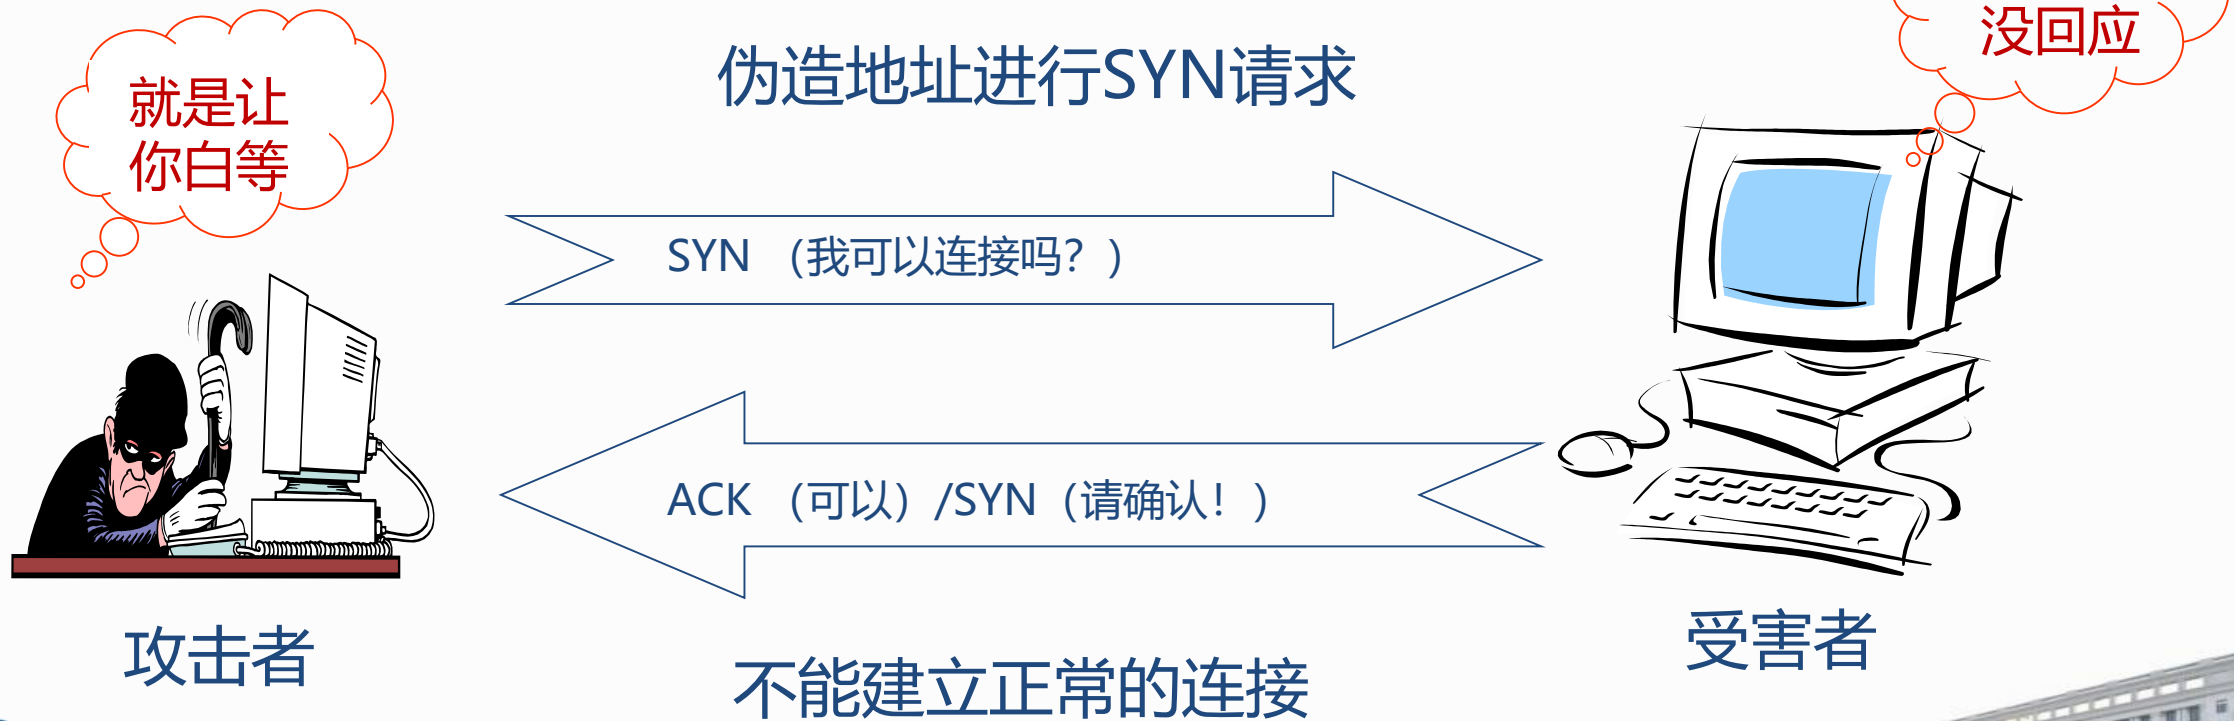 没回应
就是让
你白等
伪造地址进行SYN请求
SYN （我可以连接吗？）
ACK （可以）/SYN（请确认！）
攻击者
受害者
不能建立正常的连接